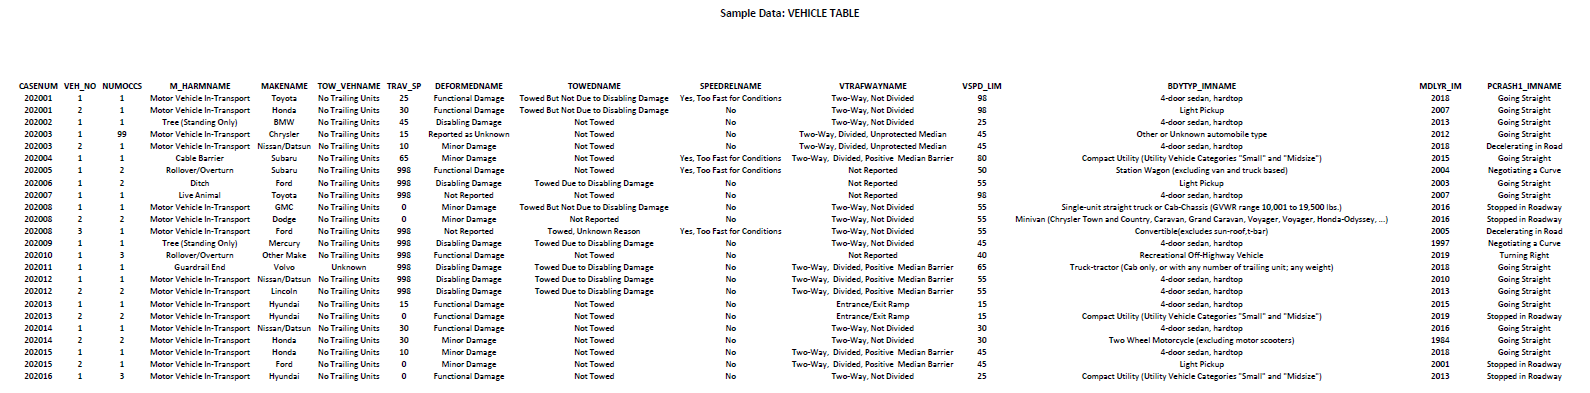 Sample Data: VEHICLE TABLE
CASENUM VEH_NO NUMOCCS M_HARMNAME MAKENAME TOW_VEHNAME TRAV_SP DEFORMEDNAME TOWEDNAME SPEEDRELNAME VTRAFWAYNAME VSPD_LIM BDYTYP_IMNAME MDLYR_IM PCRASH1_IMNAME
202001 1 1 Motor Vehicle In-Transport Toyota No Trailing Units 25 Functional Damage Towed But Not Due to Disabling Damage Yes, Too Fast for Conditions Two-Way, Not Divided 98 4-door sedan, hardtop 2018 Going Straight
202001 2 1 Motor Vehicle In-Transport Honda No Trailing Units 30 Functional Damage Towed But Not Due to Disabling Damage No Two-Way, Not Divided 98 Light Pickup 2007 Going Straight
202002 1 1 Tree (Standing Only) BMW No Trailing Units 45 Disabling Damage Not Towed No Two-Way, Not Divided 25 4-door sedan, hardtop 2013 Going Straight
202003 1 99 Motor Vehicle In-Transport Chrysler No Trailing Units 15 Reported as Unknown Not Towed No Two-Way, Divided, Unprotected Median 45 Other or Unknown automobile type 2012 Going Straight
202003 2 1 Motor Vehicle In-Transport Nissan/Datsun No Trailing Units 10 Minor Damage Not Towed No Two-Way, Divided, Unprotected Median 45 4-door sedan, hardtop 2018 Decelerating in Road
202004 1 1 Cable Barrier Subaru No Trailing Units 65 Minor Damage Not Towed Yes, Too Fast for Conditions Two-Way, Divided, Positive Median Barrier 80 Compact Utility (Utility Vehicle Categories "Small" and "Midsize") 2015 Going Straight
202005 1 2 Rollover/Overturn Subaru No Trailing Units 998 Functional Damage Not Towed Yes, Too Fast for Conditions Not Reported 50 Station Wagon (excluding van and truck based) 2004 Negotiating a Curve
202006 1 2 Ditch Ford No Trailing Units 998 Disabling Damage Towed Due to Disabling Damage No Not Reported 55 Light Pickup 2003 Going Straight
202007 1 1 Live Animal Toyota No Trailing Units 998 Not Reported Not Towed No Not Reported 98 4-door sedan, hardtop 2007 Going Straight
202008 1 1 Motor Vehicle In-Transport GMC No Trailing Units 0 Minor Damage Towed But Not Due to Disabling Damage No Two-Way, Not Divided 55 Single-unit straight truck or Cab-Chassis (GVWR range 10,001 to 19,500 lbs.) 2016 Stopped in Roadway
202008 2 2 Motor Vehicle In-Transport Dodge No Trailing Units 0 Minor Damage Not Reported No Two-Way, Not Divided 55 Minivan (Chrysler Town and Country, Caravan, Grand Caravan, Voyager, Voyager, Honda-Odyssey, ...) 2016 Stopped in Roadway
202008 3 1 Motor Vehicle In-Transport Ford No Trailing Units 998 Not Reported Towed, Unknown Reason Yes, Too Fast for Conditions Two-Way, Not Divided 55 Convertible(excludes sun-roof,t-bar) 2005 Decelerating in Road
202009 1 1 Tree (Standing Only) Mercury No Trailing Units 998 Disabling Damage Towed Due to Disabling Damage No Two-Way, Not Divided 45 4-door sedan, hardtop 1997 Negotiating a Curve
202010 1 3 Rollover/Overturn Other Make No Trailing Units 998 Functional Damage Not Towed No Not Reported 40 Recreational Off-Highway Vehicle 2019 Turning Right
202011 1 1 Guardrail End Volvo Unknown 998 Disabling Damage Towed Due to Disabling Damage No Two-Way, Divided, Positive Median Barrier 65 Truck-tractor (Cab only, or with any number of trailing unit; any weight) 2018 Going Straight
202012 1 1 Motor Vehicle In-Transport Nissan/Datsun No Trailing Units 998 Disabling Damage Towed Due to Disabling Damage No Two-Way, Divided, Positive Median Barrier 55 4-door sedan, hardtop 2010 Going Straight
202012 2 2 Motor Vehicle In-Transport Lincoln No Trailing Units 998 Disabling Damage Towed Due to Disabling Damage No Two-Way, Divided, Positive Median Barrier 55 4-door sedan, hardtop 2013 Going Straight
202013 1 1 Motor Vehicle In-Transport Hyundai No Trailing Units 15 Functional Damage Not Towed No Entrance/Exit Ramp 15 4-door sedan, hardtop 2015 Going Straight
202013 2 2 Motor Vehicle In-Transport Hyundai No Trailing Units 0 Functional Damage Not Towed No Entrance/Exit Ramp 15 Compact Utility (Utility Vehicle Categories "Small" and "Midsize") 2019 Stopped in Roadway
202014 1 1 Motor Vehicle In-Transport Nissan/Datsun No Trailing Units 30 Minor Damage Not Towed No Two-Way, Not Divided 30 4-door sedan, hardtop 2016 Going Straight
202014 2 2 Motor Vehicle In-Transport Honda No Trailing Units 30 Minor Damage Not Towed No Two-Way, Not Divided 30 Two Wheel Motorcycle (excluding motor scooters) 1984 Going Straight
202015 1 1 Motor Vehicle In-Transport Honda No Trailing Units 10 Minor Damage Not Towed No Two-Way, Divided, Positive Median Barrier 45 4-door sedan, hardtop 2018 Going Straight
202015 2 1 Motor Vehicle In-Transport Ford No Trailing Units 0 Minor Damage Not Towed No Two-Way, Divided, Positive Median Barrier 45 Light Pickup 2001 Stopped in Roadway
202016 1 3 Motor Vehicle In-Transport Hyundai No Trailing Units 0 Functional Damage Not Towed No Two-Way, Not Divided 25 Compact Utility (Utility Vehicle Categories "Small" and "Midsize") 2013 Stopped in Roadway